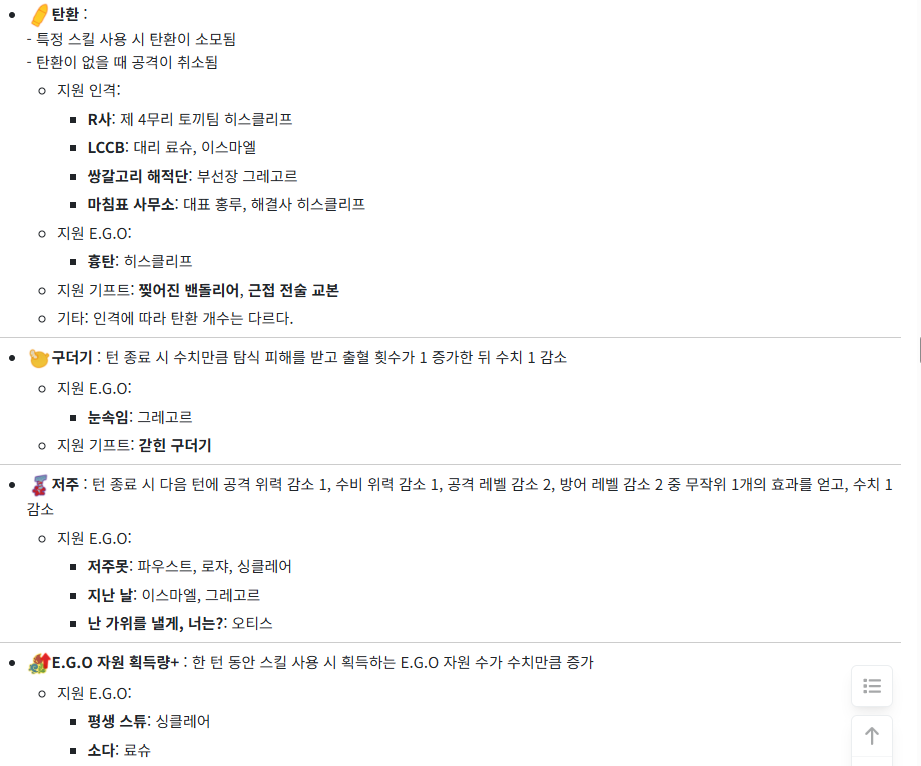 탄환 :
- 특정 스킬 사용 시 탄환이 소모됨
- 탄환이 없을 때 공격이 취소됨
지원 인격:
R사: 제 4무리 토끼팀 히스클리프
LCCB: 대리 료슈, 이스마엘
쌍갈고리 해적단: 부선장 그레고르
마침표 사무소: 대표 홍루, 해결사 히스클리프
지원 E.G.O:
흉탄: 히스클리프
지원 기프트: 찢어진 밴돌리어, 근접 전술 교본
기타: 인격에 따라 탄환 개수는 다르다.
구더기 : 턴 종료 시 수치만큼 탐식 피해를 받고 출혈 횟수가 1 증가한 뒤 수치 1 감소
지원 E.G.O:
눈속임: 그레고르
지원 기프트: 갇힌 구더기
저주 : 턴 종료 시 다음 턴에 공격 위력 감소 1, 수비 위력 감소 1, 공격 레벨 감소 2, 방어 레벨 감소 2 중 무작위 1개의 효과를 얻고, 수치 1
감소
지원 E.G.O:
저주못: 파우스트, 로쟈, 싱클레어
지난 날: 이스마엘, 그레고르
난 가위를 낼게, 너는?: 오티스
E.G.O 자원 획득량+ : 한 턴 동안 스킬 사용 시 획득하는 E.G.O 자원 수가 수치만큼 증가
지원 E.G.O:
평생 스튜: 싱클레어
소다: 료슈